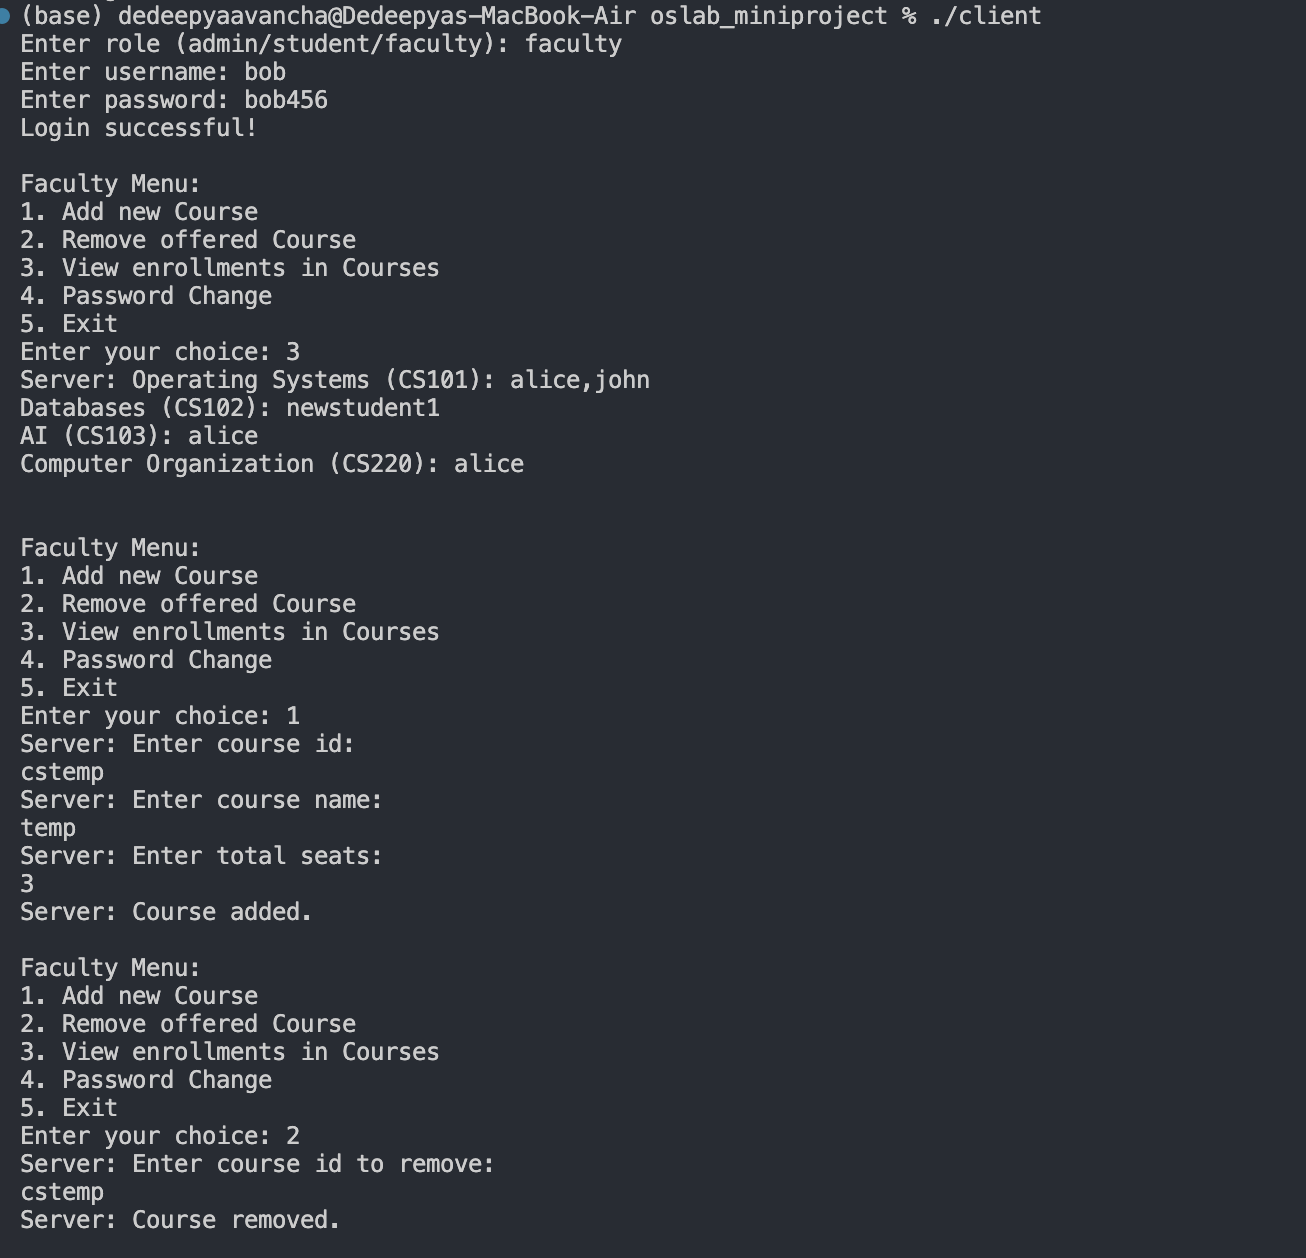 (base) dedeepyaavancha@Dedeepyas-MacBook-Air oslab_miniproject % ./client
Enter role (admin/student/faculty): faculty
Enter username: bob
Enter password: bob456
Login successful!

Faculty Menu:
1. Add new Course
2. Remove offered Course
3. View enrollments in Courses
4. Password Change
5. Exit
Enter your choice: 3
Server: Operating Systems (CS101): alice,john
Databases (CS102): newstudent1
AI (CS103): alice
Computer Organization (CS220): alice


Faculty Menu:
1. Add new Course
2. Remove offered Course
3. View enrollments in Courses
4. Password Change
5. Exit
Enter your choice: 1
Server: Enter course id:
cstemp
Server: Enter course name:
temp
Server: Enter total seats:
3
Server: Course added.

Faculty Menu:
1. Add new Course
2. Remove offered Course
3. View enrollments in Courses
4. Password Change
5. Exit
Enter your choice: 2
Server: Enter course id to remove:
cstemp
Server: Course removed.